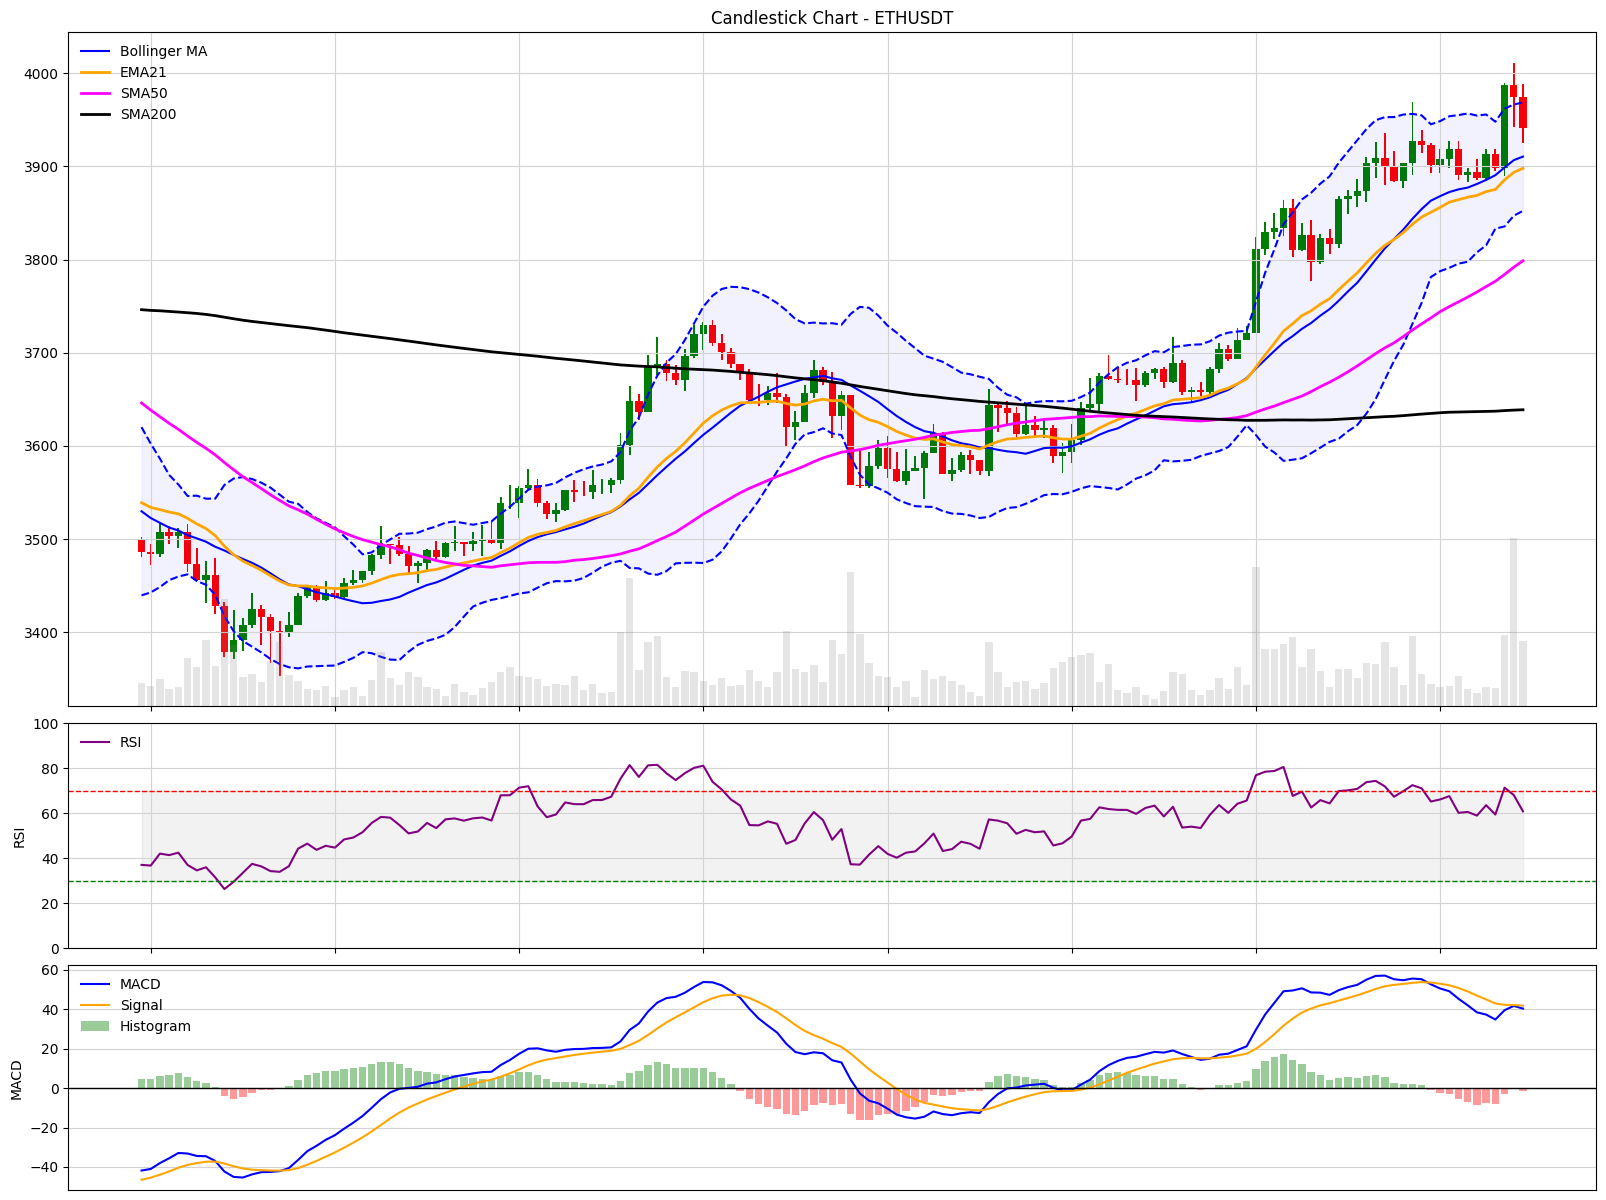 Candlestick Chart - ETHUSDT
Bollinger MA
EMA21
SMA50
SMA200
4000
3900
3800
3700
3600
3500
3400
RSI
100
80
60
40
20
0
RSI
MACD
Signal
Histogram
60
40
20
0
−20
−40
MACD